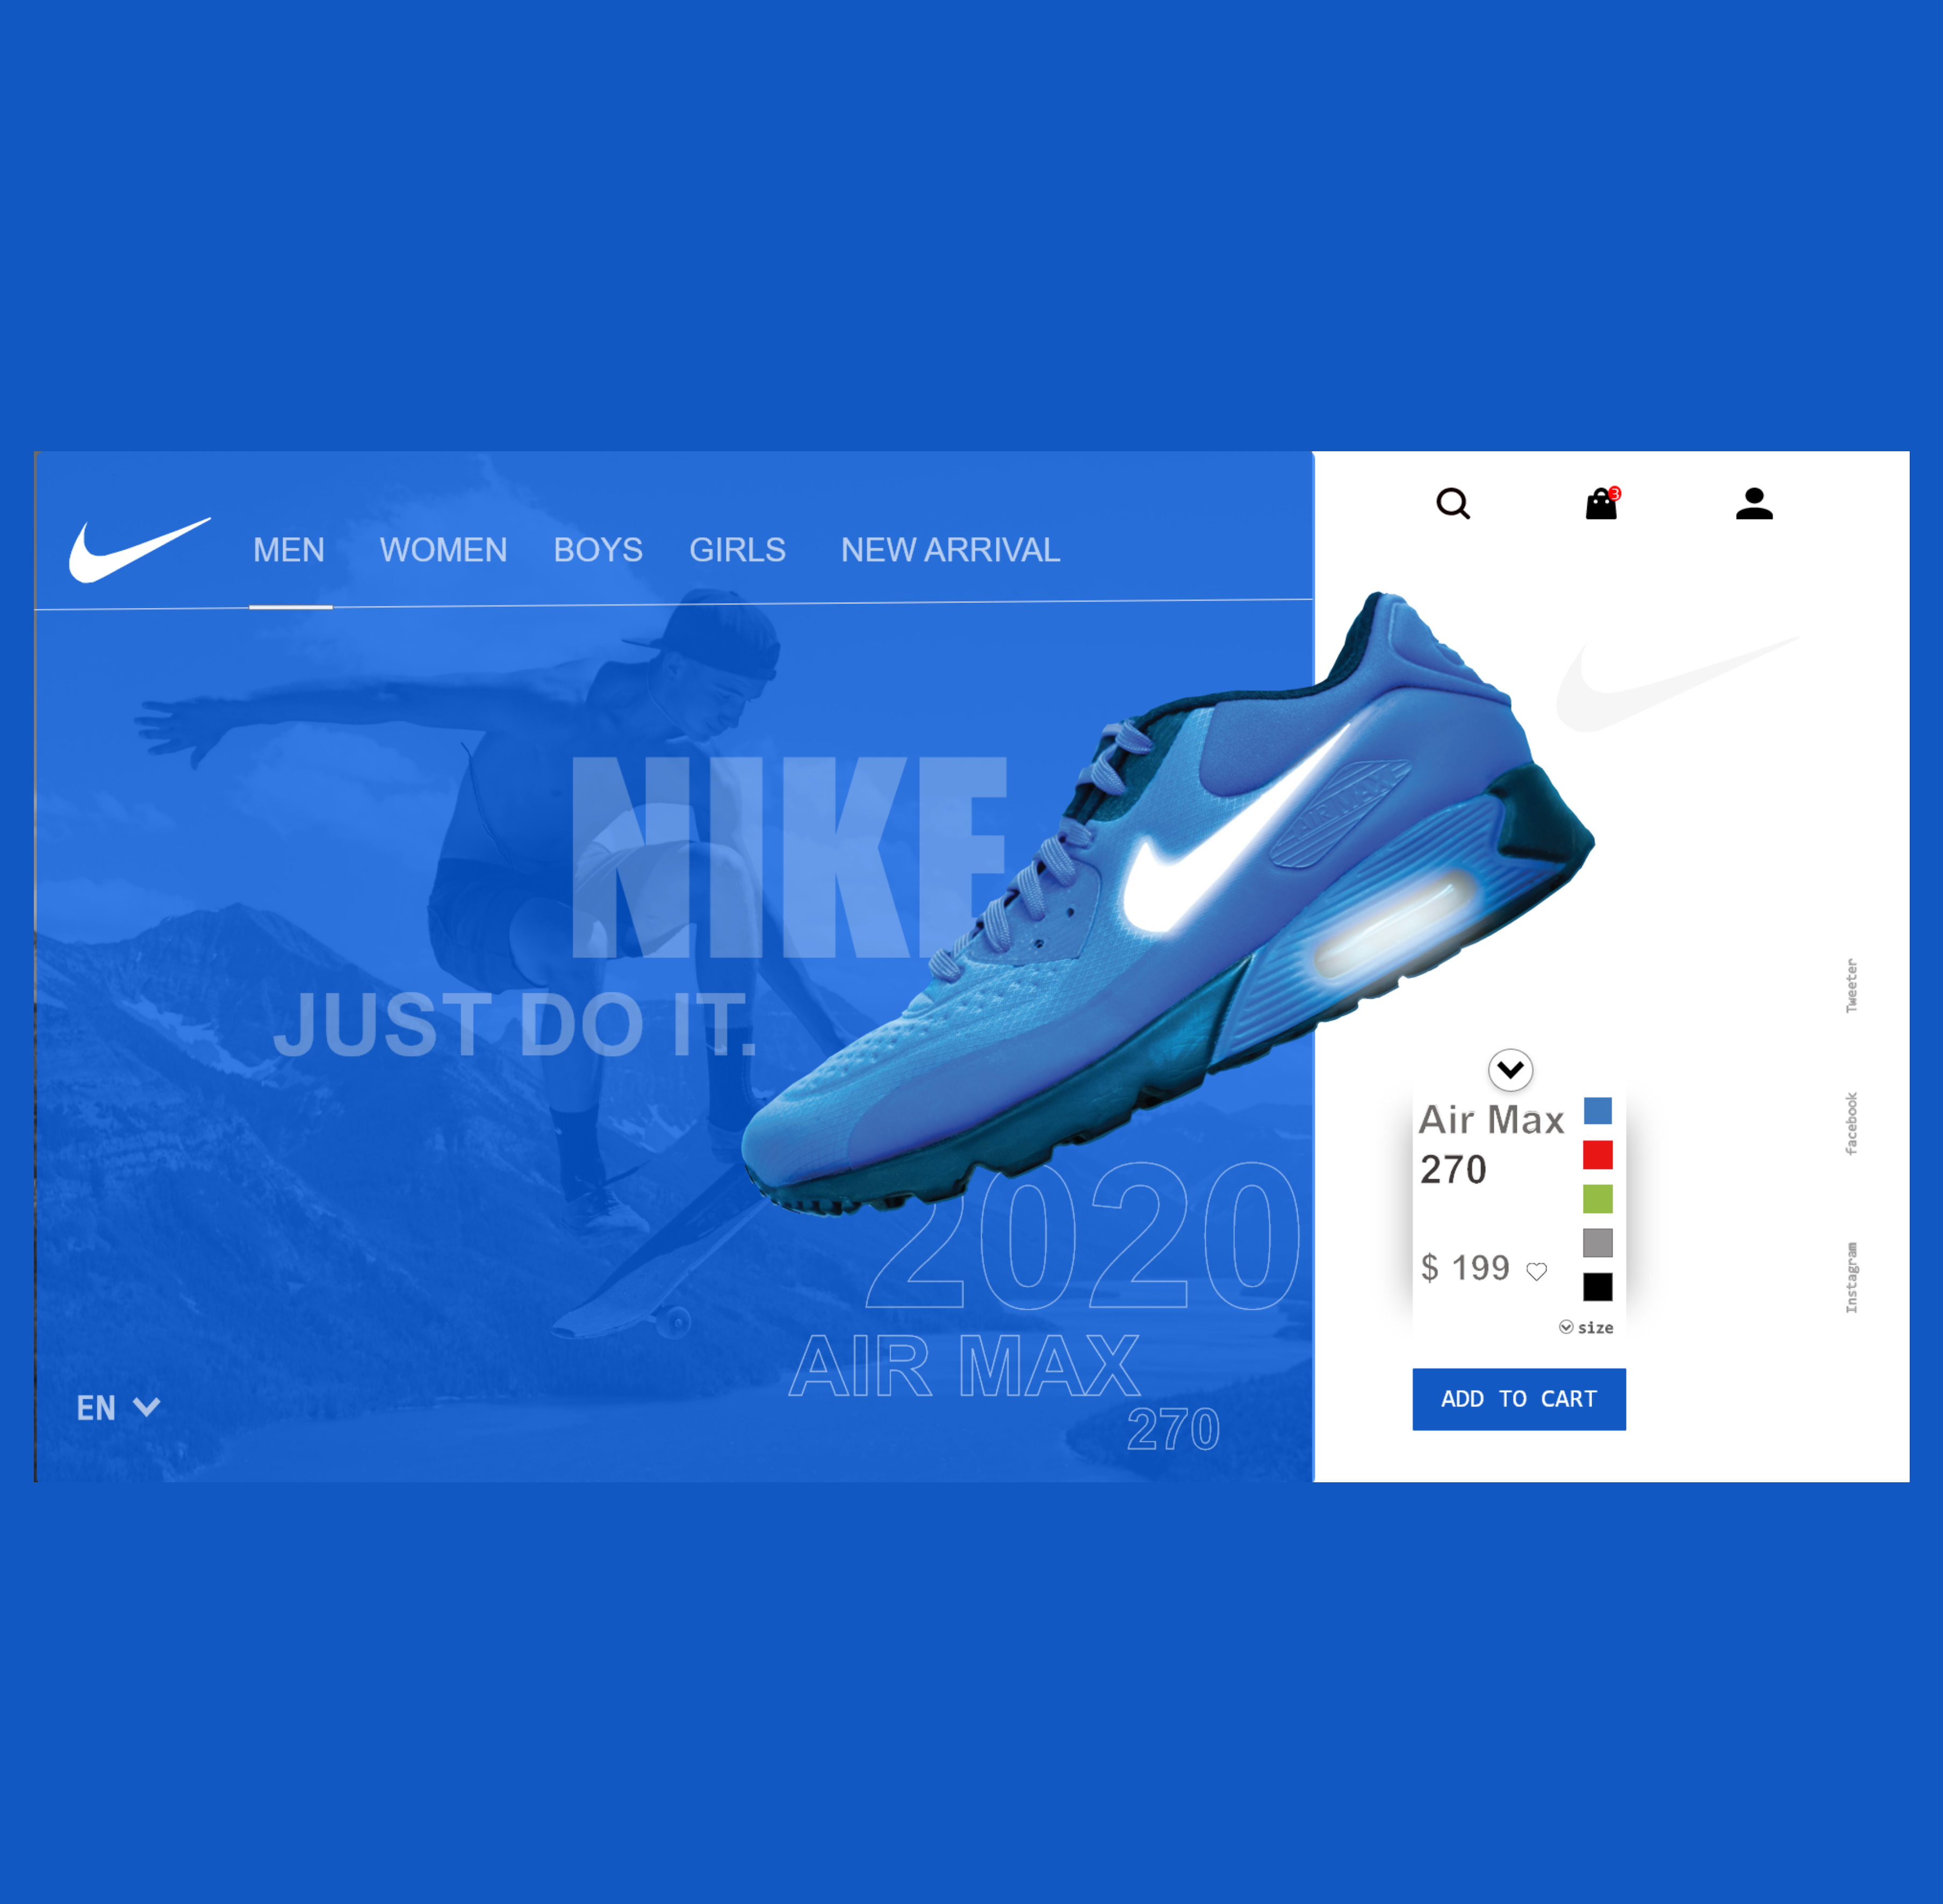 MEN WOMEN BOYS GIRLS NEW ARRIVAL
3
NIKE
JUST DO IT.
AIR MAX
2020
AIR MAX
270
EN
Tweeter
facebook
Instagram
Air Max
270
$ 199
size
ADD TO CART